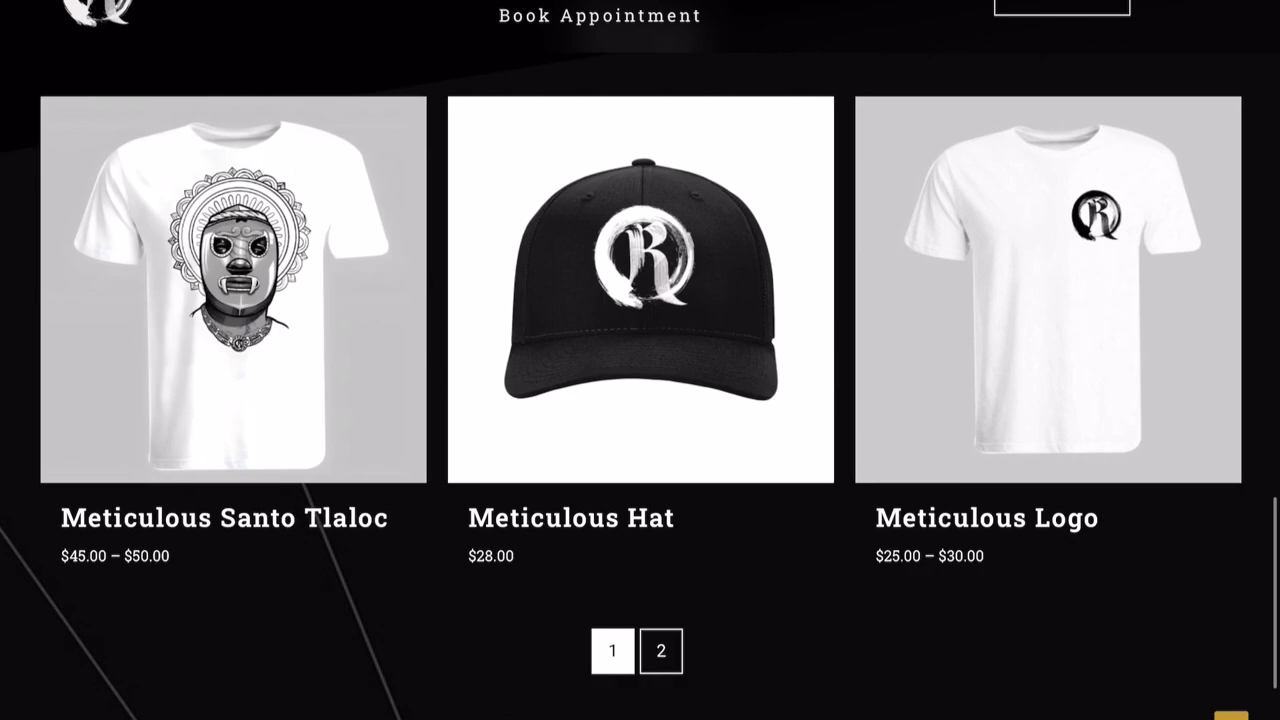 Book Appointment
R
R
Meticulous Santo Tlaloc
Meticulous Hat
Meticulous Logo
$45.00 – $50.00
$28.00
$25.00 – $30.00
1
2